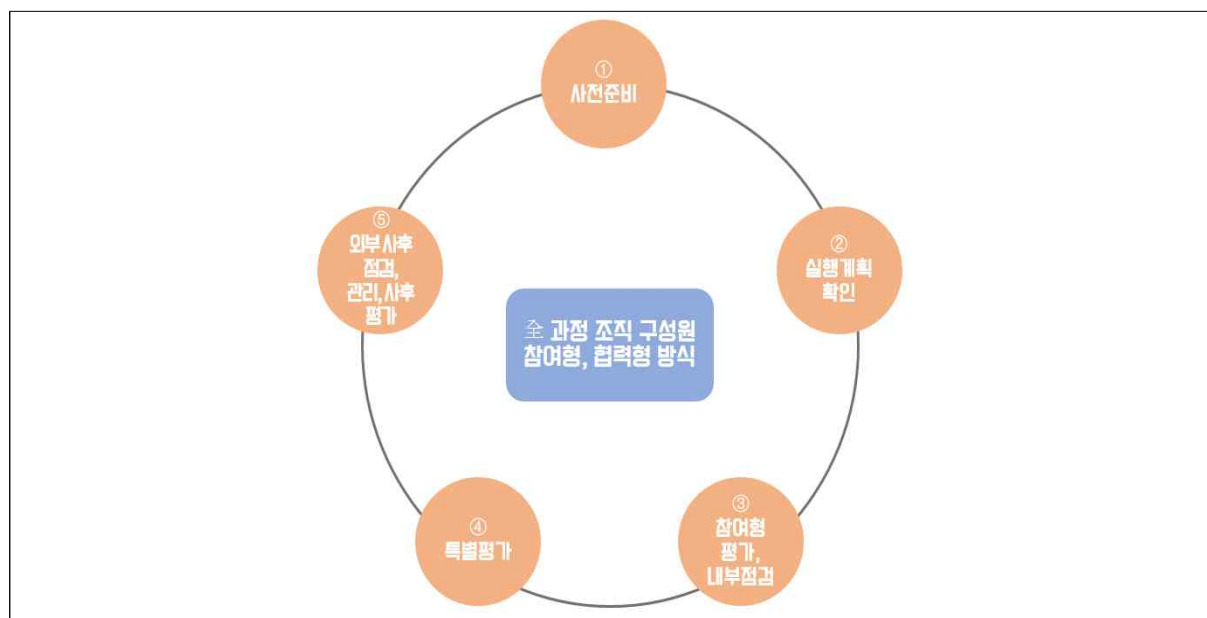 ①
사전준비
②
실행계획
확인
③
참여형
평가,
내부점검
④
특별평가
⑤
외부 사후
점검,
관리, 사후
평가
全 과정 조직 구성원
참여형, 협력형 방식